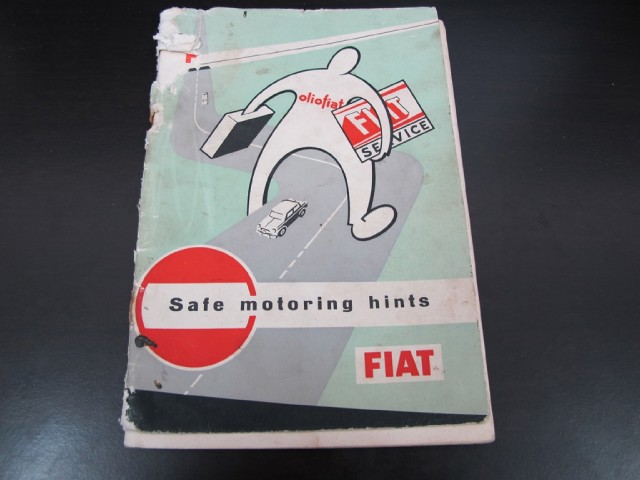 F
oliofiat
FIAT
SERVICE
Safe motoring hints
FIAT